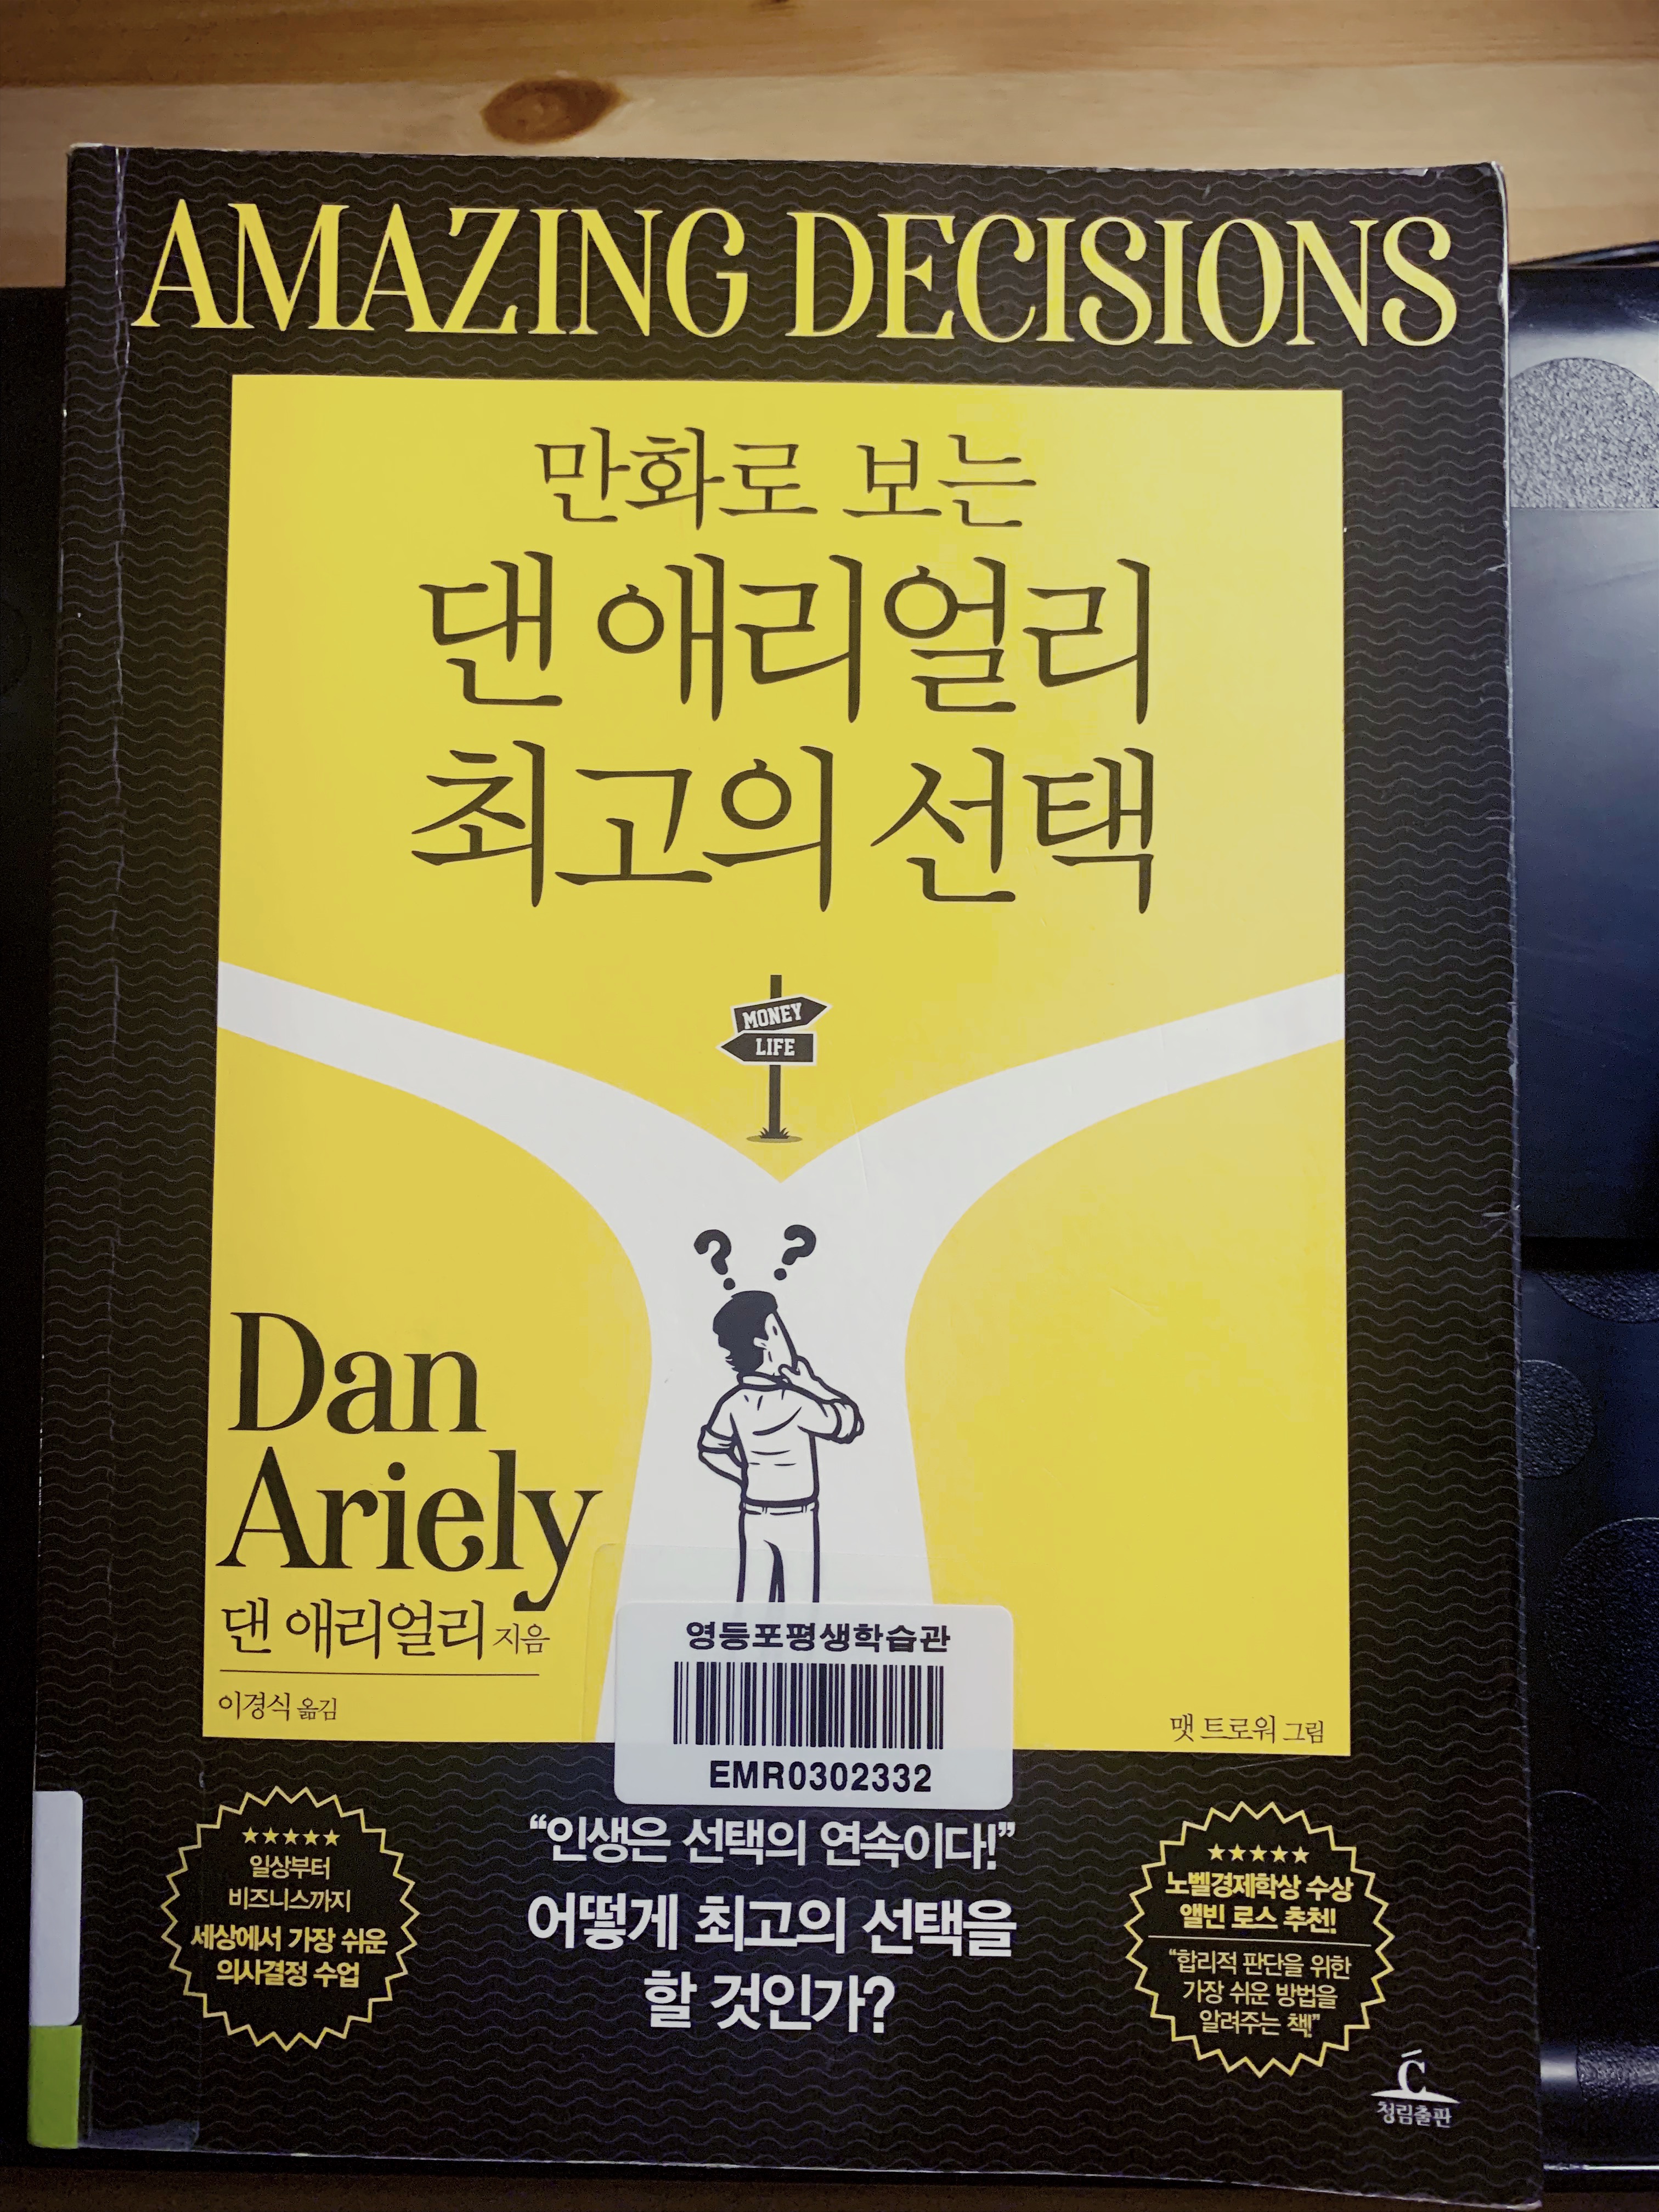 AMAZING DECISIONS
만화로 보는
댄 애리얼리
최고의 선택
MONEY
LIFE
? ?
Dan
Ariely
댄 애리얼리 지음
이경식 옮김
맷 트로워 그림
영등포평생학습관
EMR0302332
★★★★★
일상부터
비즈니스까지
세상에서 가장 쉬운
의사결정 수업
“인생은 선택의 연속이다!”
어떻게 최고의 선택을
할 것인가?
★★★★★
노벨경제학상 수상
앨빈 로스 추천!
“합리적 판단을 위한
가장 쉬운 방법을
알려주는 책!”
Ć
청림출판